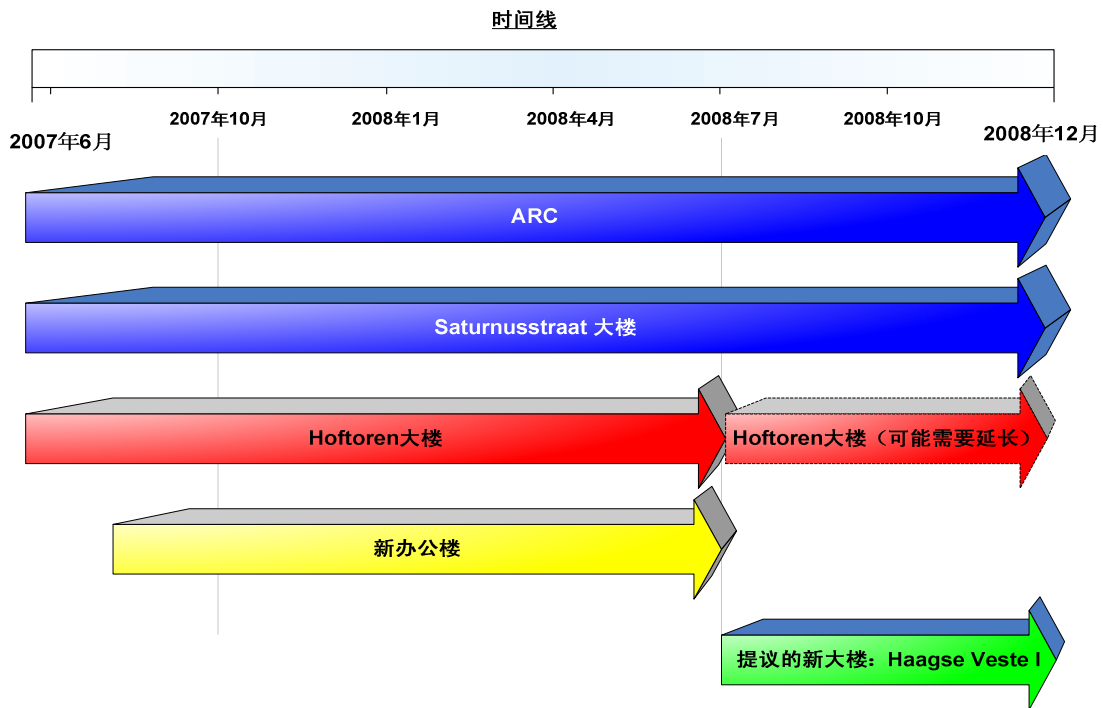 时间线
2007年10月
2008年1月
2008年4月
2008年7月
2008年10月
2007年6月
2008年12月
ARC
Saturnusstraat 大楼
Hoftoren大楼
Hoftoren大楼（可能需要延长）
新办公楼
提议的新大楼：Haagse Veste I